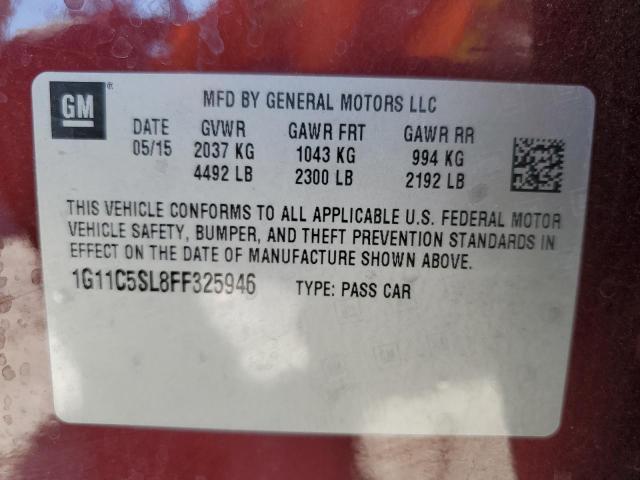 GM
®
MFD BY GENERAL MOTORS LLC
DATE GVWR GAWR FRT GAWR RR
05/15 2037 KG 1043 KG 994 KG
4492 LB 2300 LB 2192 LB
THIS VEHICLE CONFORMS TO ALL APPLICABLE U.S. FEDERAL MOTOR
VEHICLE SAFETY, BUMPER, AND THEFT PREVENTION STANDARDS IN
EFFECT ON THE DATE OF MANUFACTURE SHOWN ABOVE.
1G11C5SL8FF325946 TYPE: PASS CAR